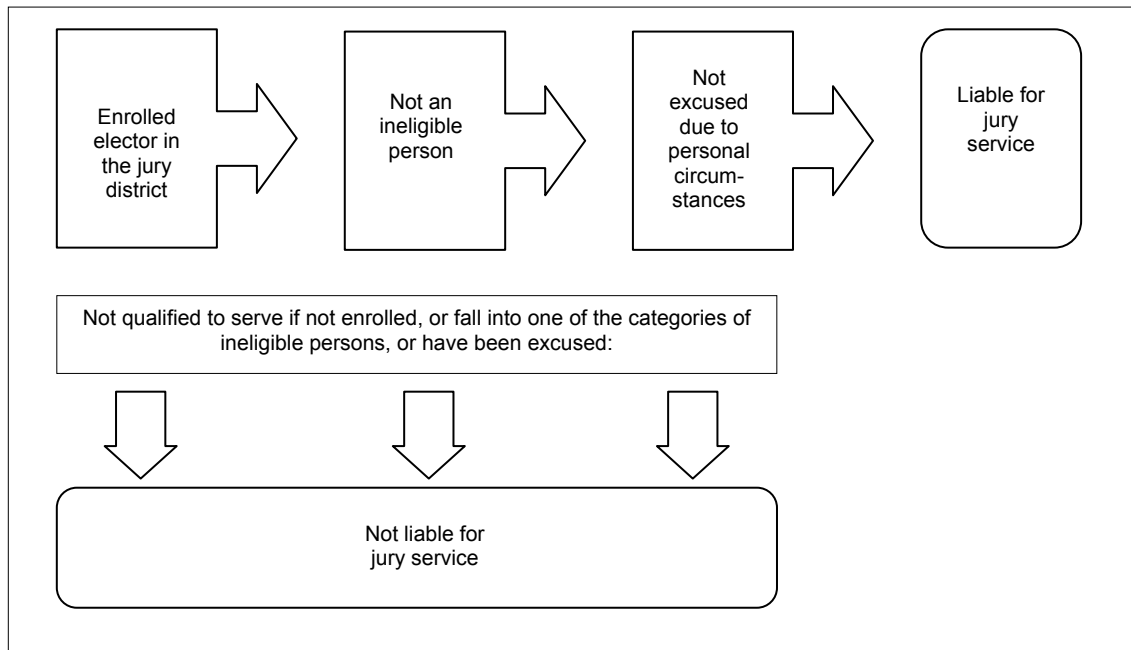 Enrolled
elector in
the jury
district
Not an
ineligible
person
Not
excused
due to
personal
circum-
stances
Liable for
jury
service
Not qualified to serve if not enrolled, or fall into one of the categories of
ineligible persons, or have been excused:
Not liable for
jury service